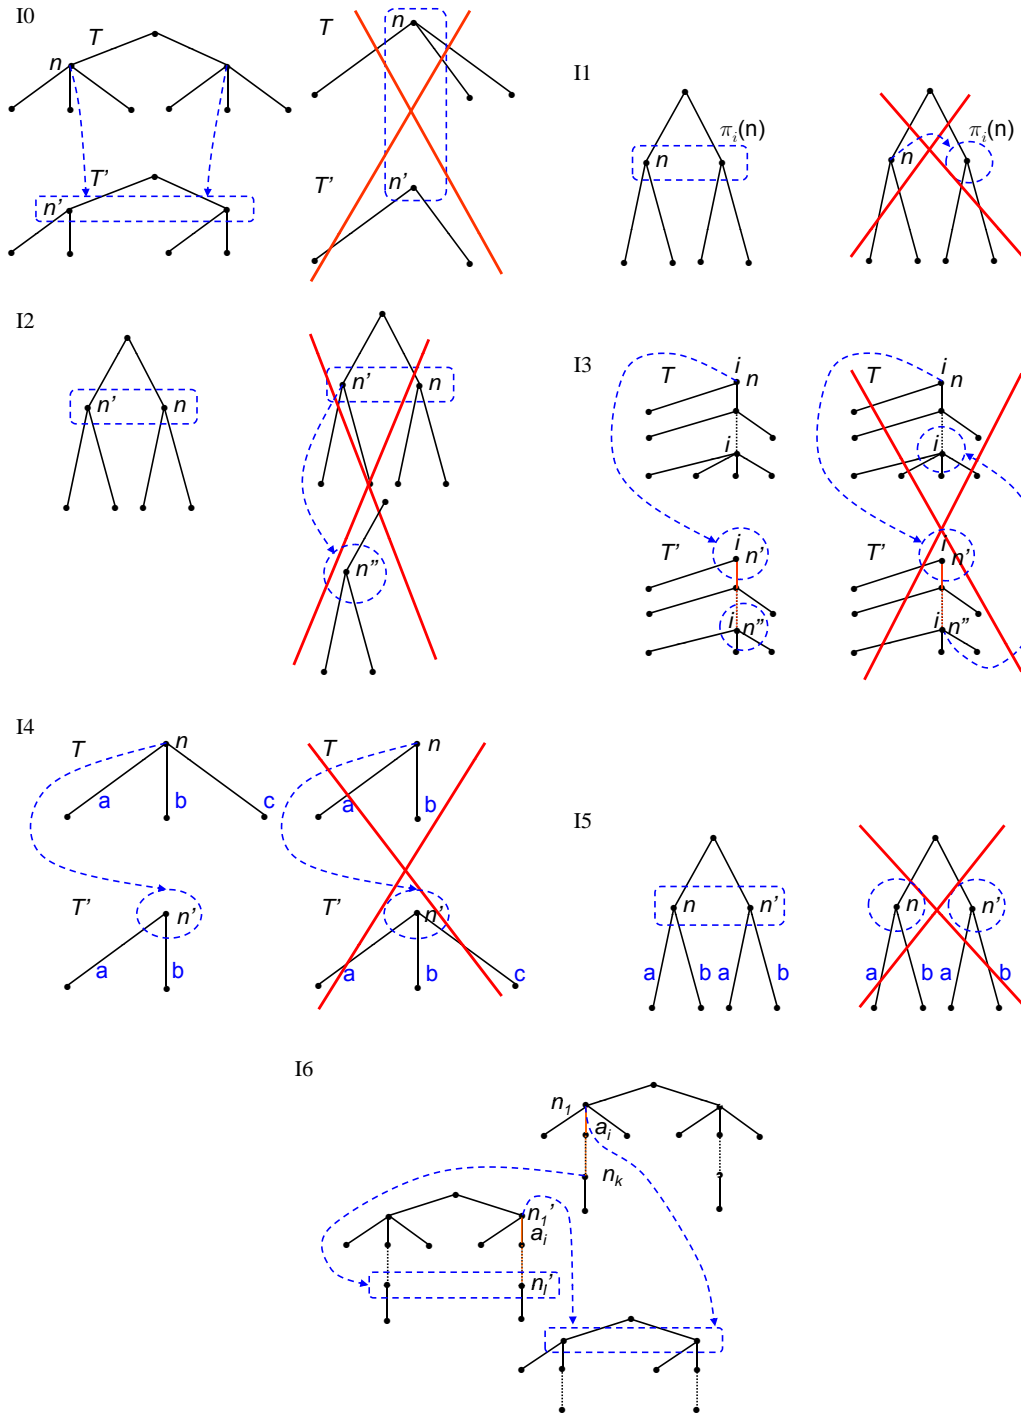 I0
T
n
T'
n'
T
n
T'
n'
I1
π_i(n)
n
π_i(n)
n
I2
n' n
n' n
n''
I3
i
T n
i
T' i n'
i n''
i
T n
i
T' i n'
i n''
I4
T n
a b c
T' n'
a b
T n
a b
T' n'
a b c
I5
n n'
a b a b
n n'
a b a b
I6
n_1
a_i
n_k
n_1'
a_i
n_l'